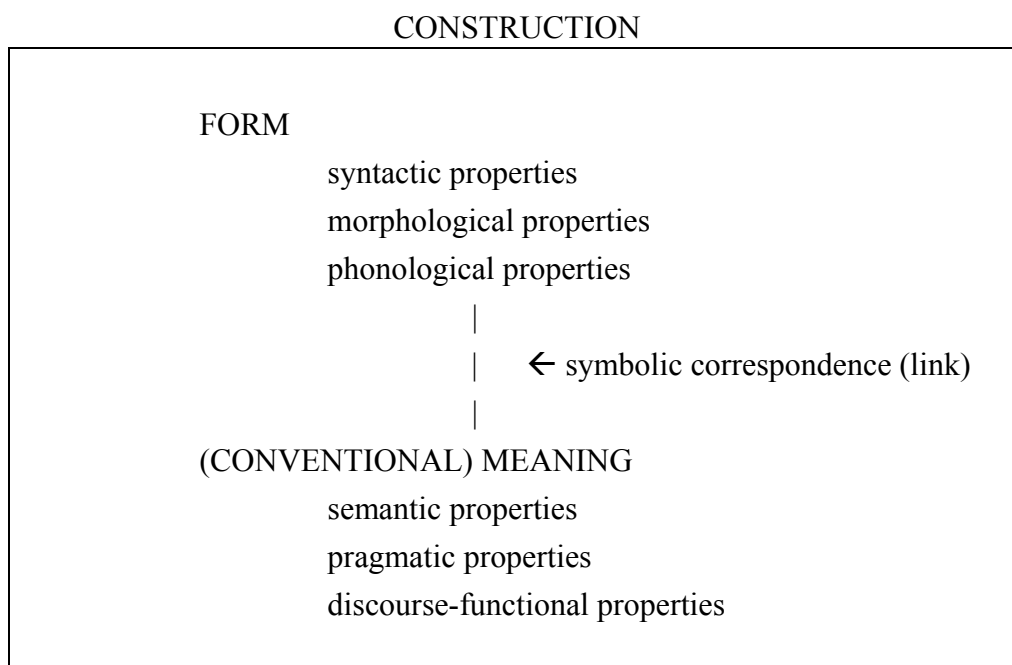 CONSTRUCTION
FORM
syntactic properties
morphological properties
phonological properties
|
| ← symbolic correspondence (link)
|
(CONVENTIONAL) MEANING
semantic properties
pragmatic properties
discourse-functional properties